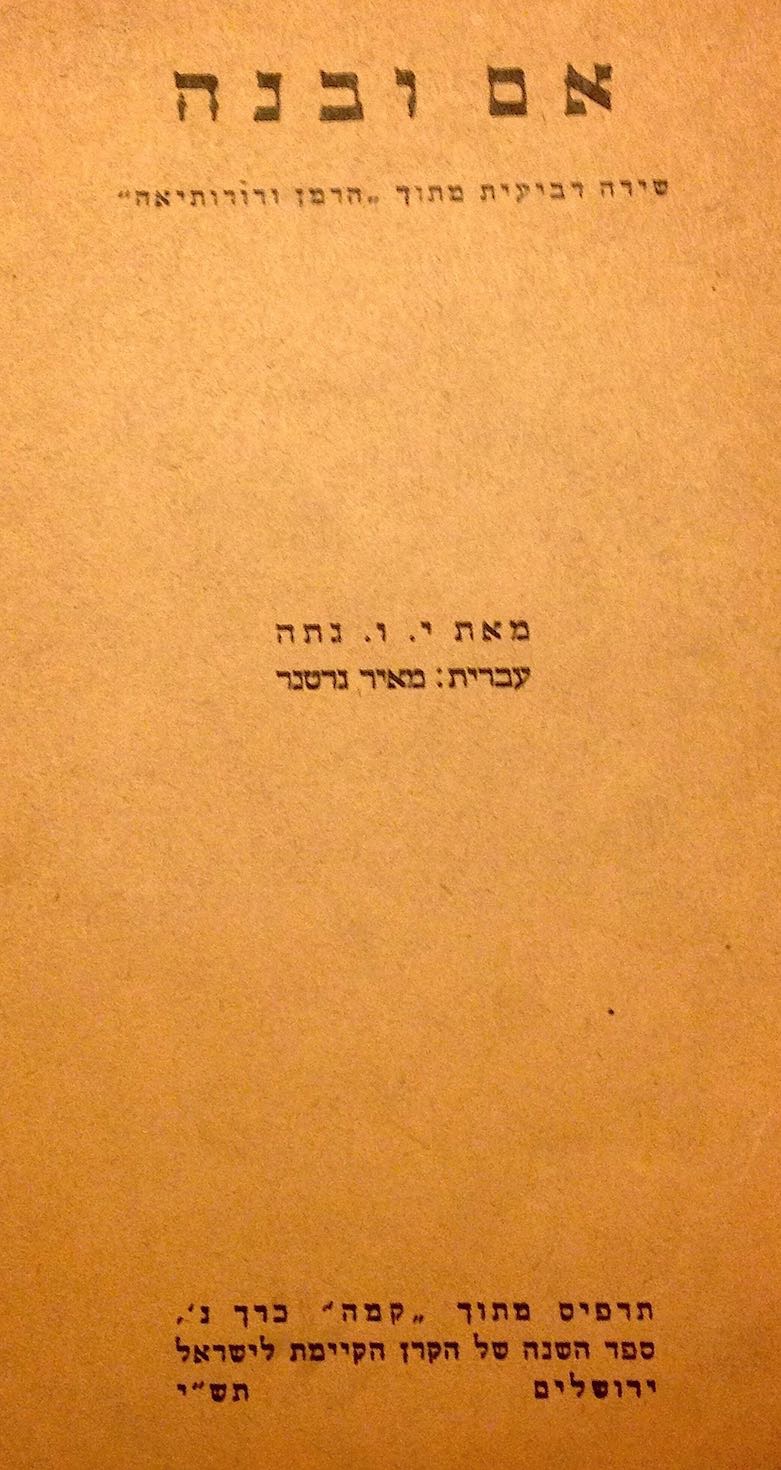 אם ובנה
שירה רביעית מתוך „הרמן ודורותיאה"
מאת י. ו. גתה
עברית: מאיר גרטנר
תדפיס מתוך „קמה" כרך ג',
ספר השנה של הקרן הקיימת לישראל
ירושלים תש"י